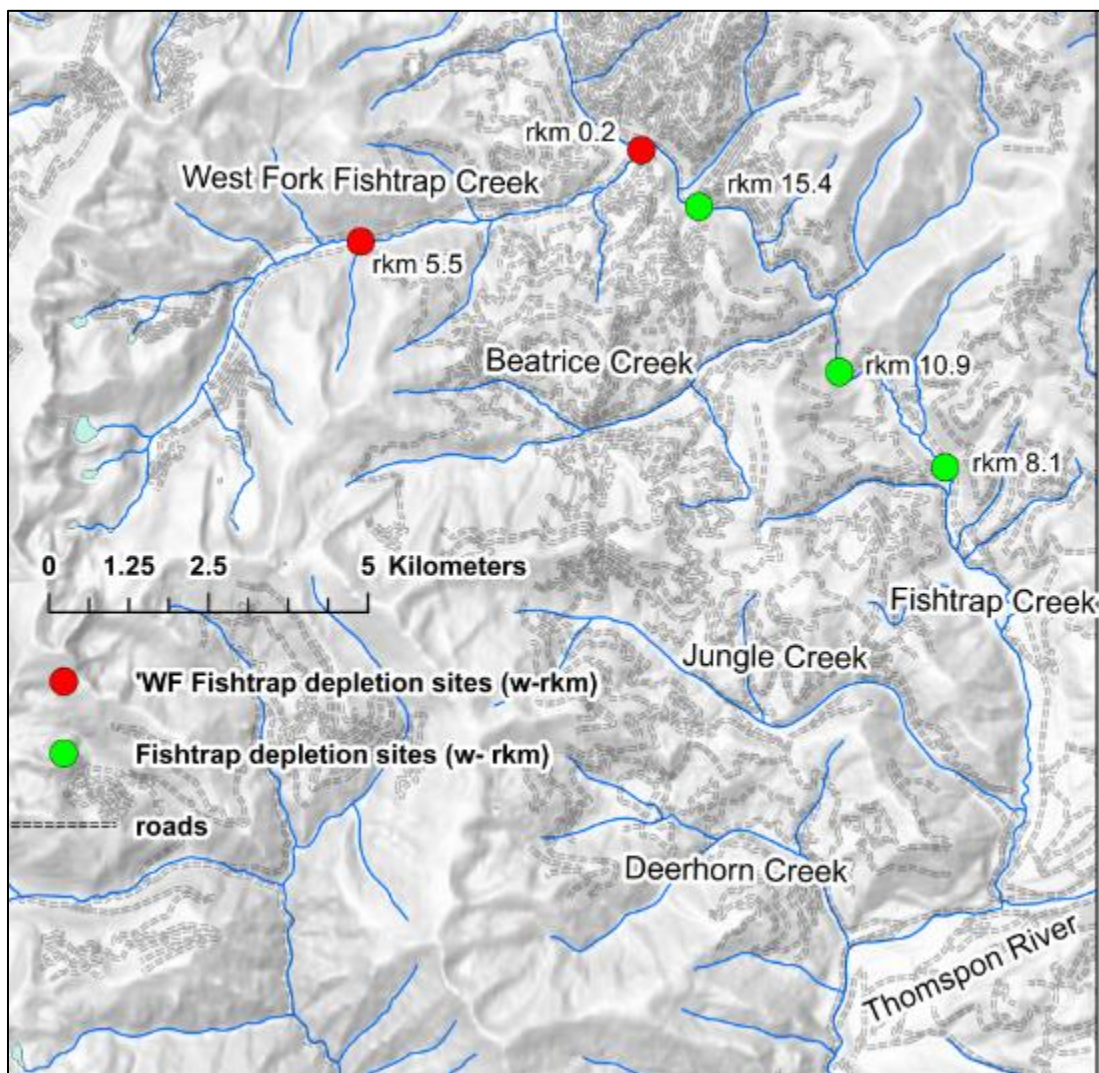 rkm 0.2
West Fork Fishtrap Creek
rkm 15.4
rkm 5.5
Beatrice Creek
rkm 10.9
rkm 8.1
0 1.25 2.5 5 Kilometers
Fishtrap Creek
Jungle Creek
'WF Fishtrap depletion sites (w-rkm)
Fishtrap depletion sites (w- rkm)
roads
Deerhorn Creek
Thomspon River